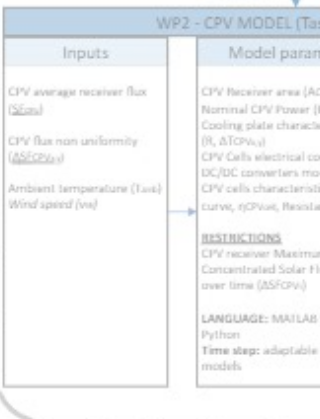 WP2 - CPV MODEL (Tas
Inputs
CPV average receiver flux
CPV flux non uniformity
Ambient temperature
Wind speed
Model param
CPV Receiver area (AC
Nominal CPV Power (
Cooling plate characte
CPV Cells electrical co
DC/DC converters mo
CPV cells characteristi
curve, Resista
RESTRICTIONS
CPV receiver Maximu
Concentrated Solar Fl
over time
LANGUAGE: MATLAB
Python
Time step: adaptable
models